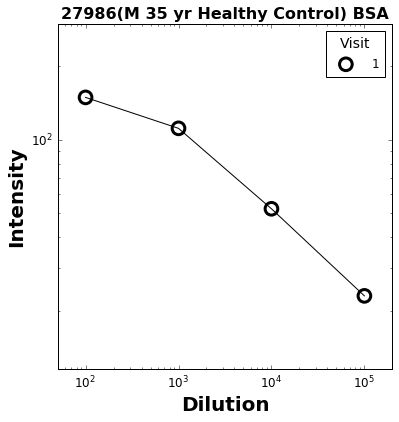 27986(M 35 yr Healthy Control) BSA
Visit
1
10²
Intensity
10² 10³ 10⁴ 10⁵
Dilution